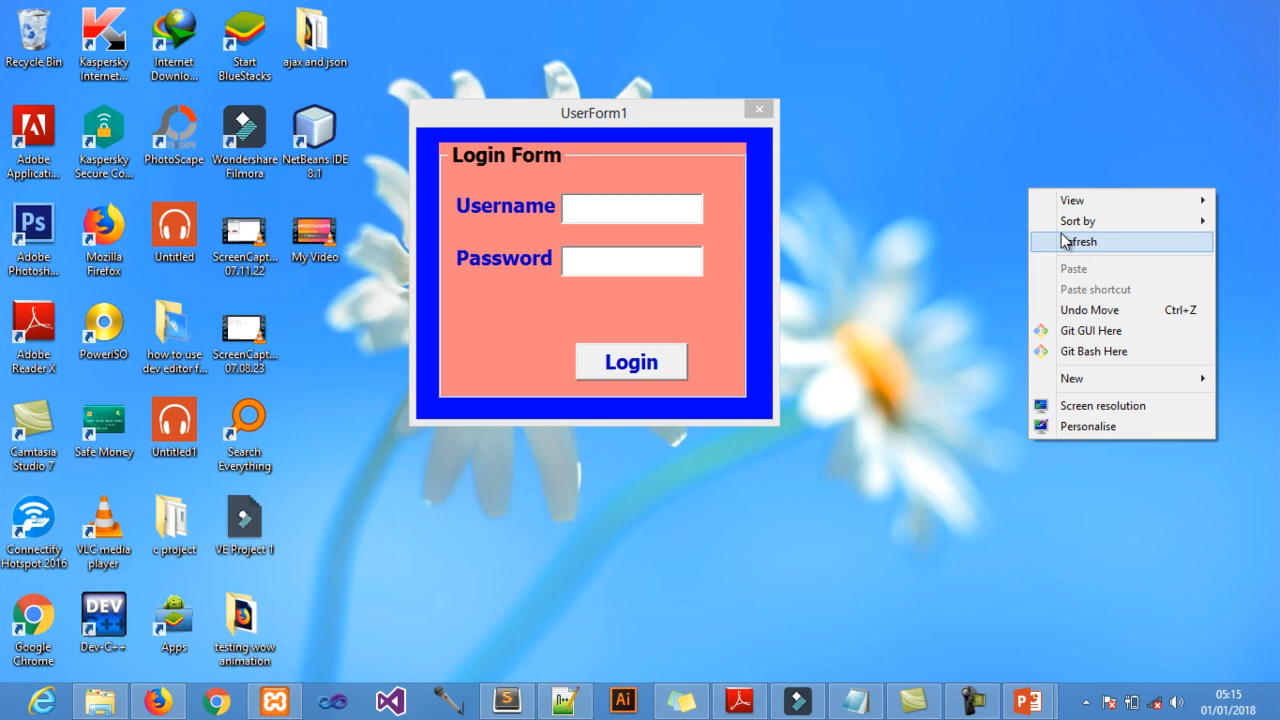 Recycle Bin
Kaspersky
Internet...
Internet
Downlo...
Start
BlueStacks
ajax and json
Adobe
Applicati...
Kaspersky
Secure Co...
PhotoScape
Wondershare
Filmora
NetBeans IDE
8.1
Ps
Adobe
Photosh...
Mozilla
Firefox
Untitled
ScreenCapt...
07.11.22
My Video
Adobe
Reader X
PowerISO
how to use
dev editor f...
ScreenCapt...
07.08.23
Camtasia
Studio 7
Safe Money
Untitled1
Search
Everything
Connectify
Hotspot 2016
VLC media
player
c project
VE Project 1
Google
Chrome
DEV
C++
Dev-C++
Apps
testing wow
animation
UserForm1
Login Form
Username
Password
Login
View
Sort by
Refresh
Paste
Paste shortcut
Undo Move Ctrl+Z
Git GUI Here
Git Bash Here
New
Screen resolution
Personalise
Ai
05:15
01/01/2018